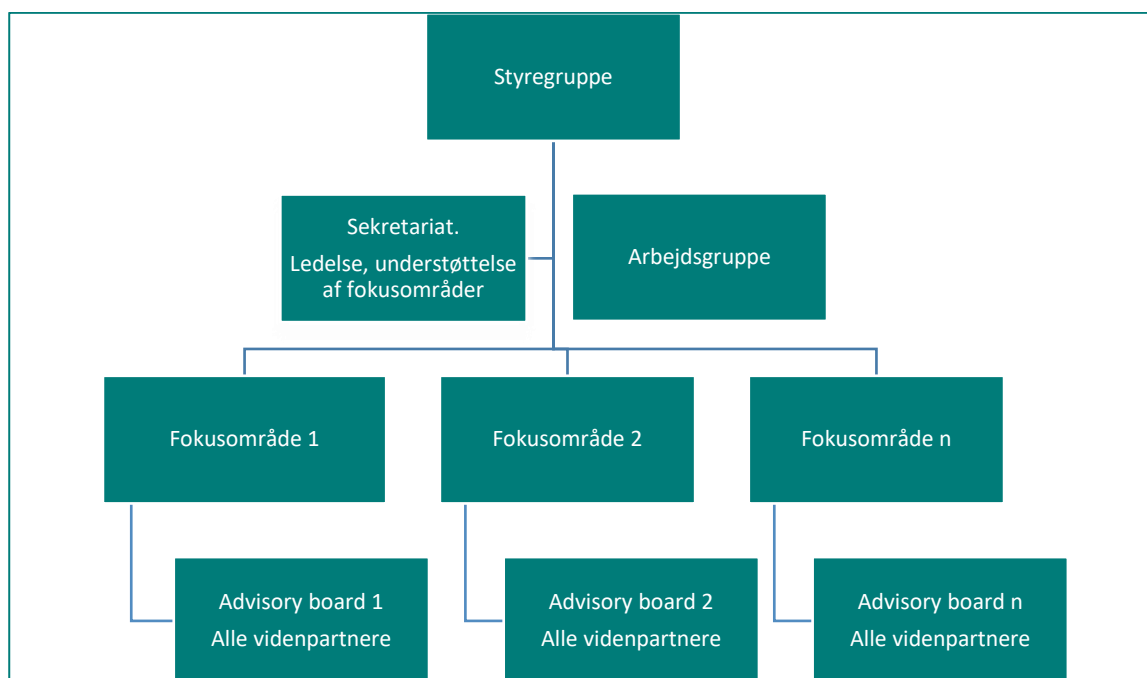 Styregruppe
Sekretariat.
Ledelse, understøttelse
af fokusområder
Arbejdsgruppe
Fokusområde 1
Fokusområde 2
Fokusområde n
Advisory board 1
Alle videnpartnere
Advisory board 2
Alle videnpartnere
Advisory board n
Alle videnpartnere